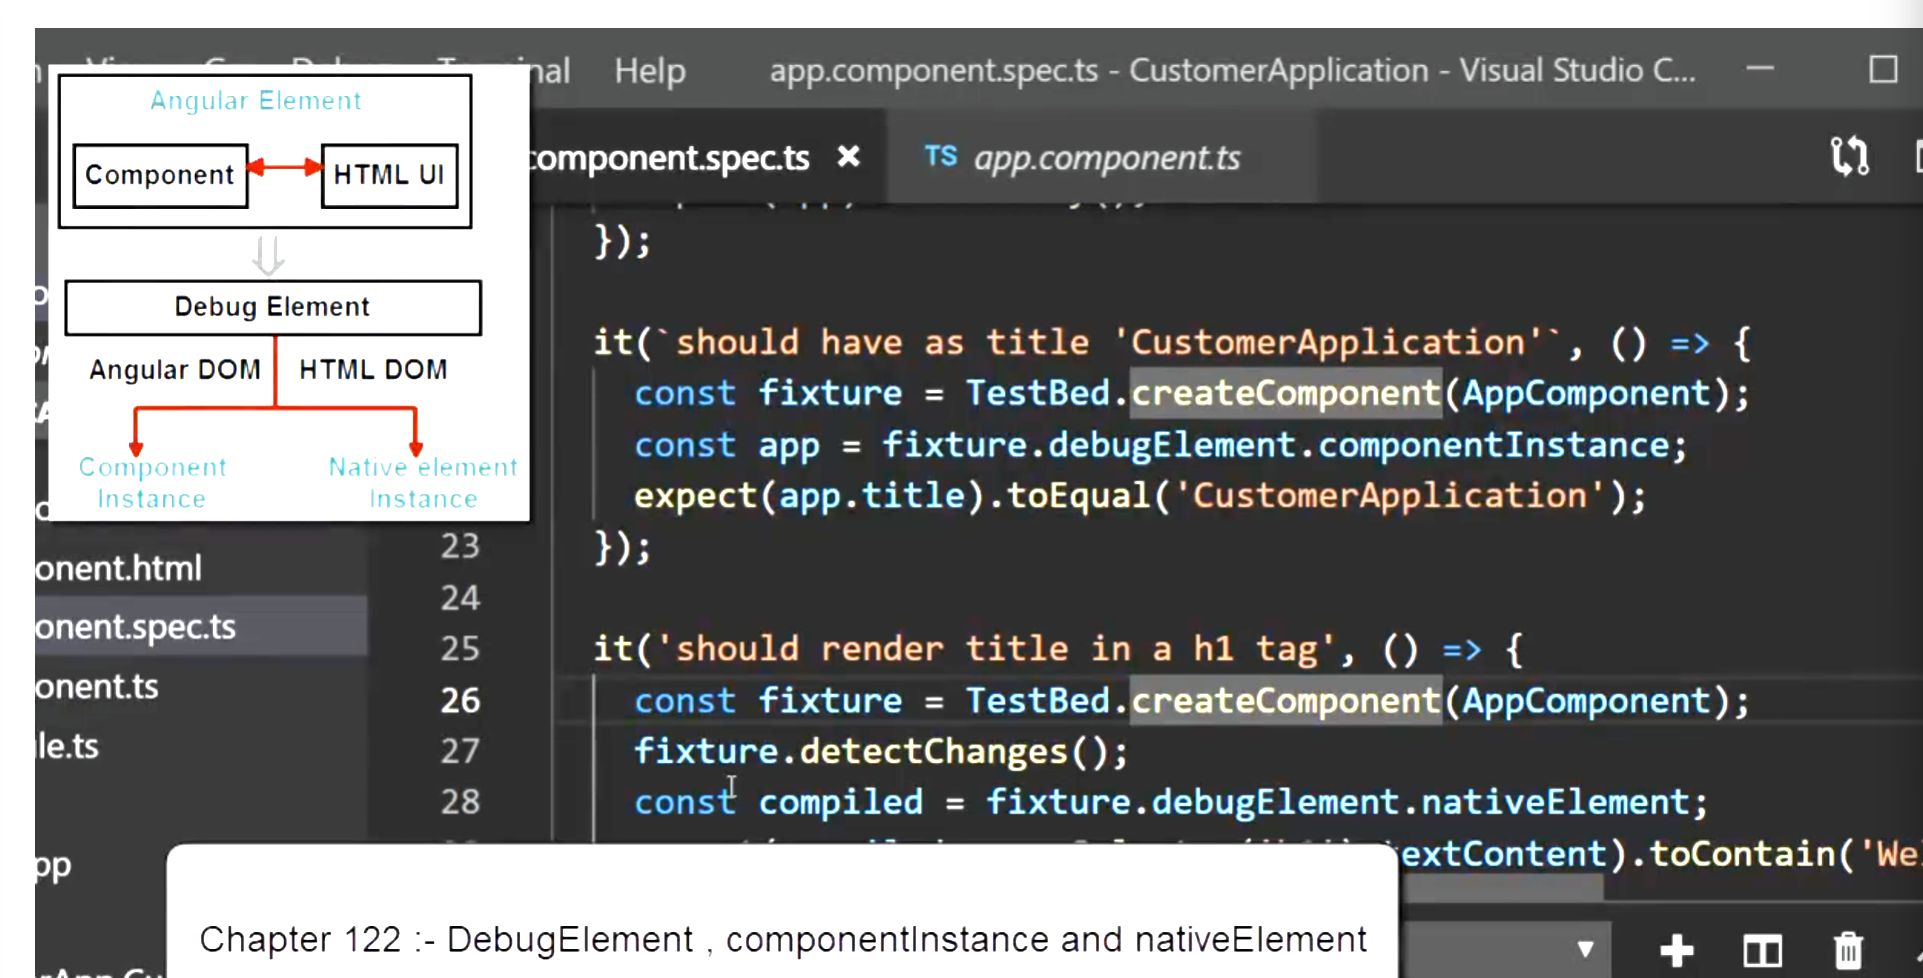 Help
app.component.spec.ts - CustomerApplication - Visual Studio C...
Angular Element
Component
HTML UI
Debug Element
Angular DOM
HTML DOM
Component
Instance
Native element
Instance
component.spec.ts
TS app.component.ts
});
it(`should have as title 'CustomerApplication'`, () => {
const fixture = TestBed.createComponent(AppComponent);
const app = fixture.debugElement.componentInstance;
expect(app.title).toEqual('CustomerApplication');
23 });
24
25 it('should render title in a h1 tag', () => {
26 const fixture = TestBed.createComponent(AppComponent);
27 fixture.detectChanges();
28 const compiled = fixture.debugElement.nativeElement;
extContent).toContain('We
onent.html
onent.spec.ts
onent.ts
le.ts
pp
Chapter 122 :- DebugElement , componentInstance and nativeElement